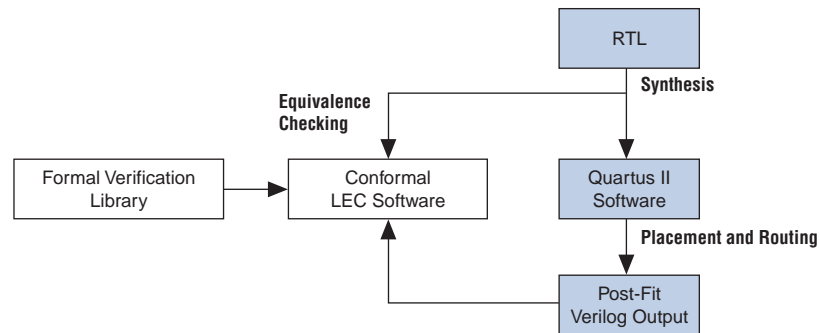 RTL
Synthesis
Equivalence
Checking
Formal Verification
Library
Conformal
LEC Software
Quartus II
Software
Placement and Routing
Post-Fit
Verilog Output